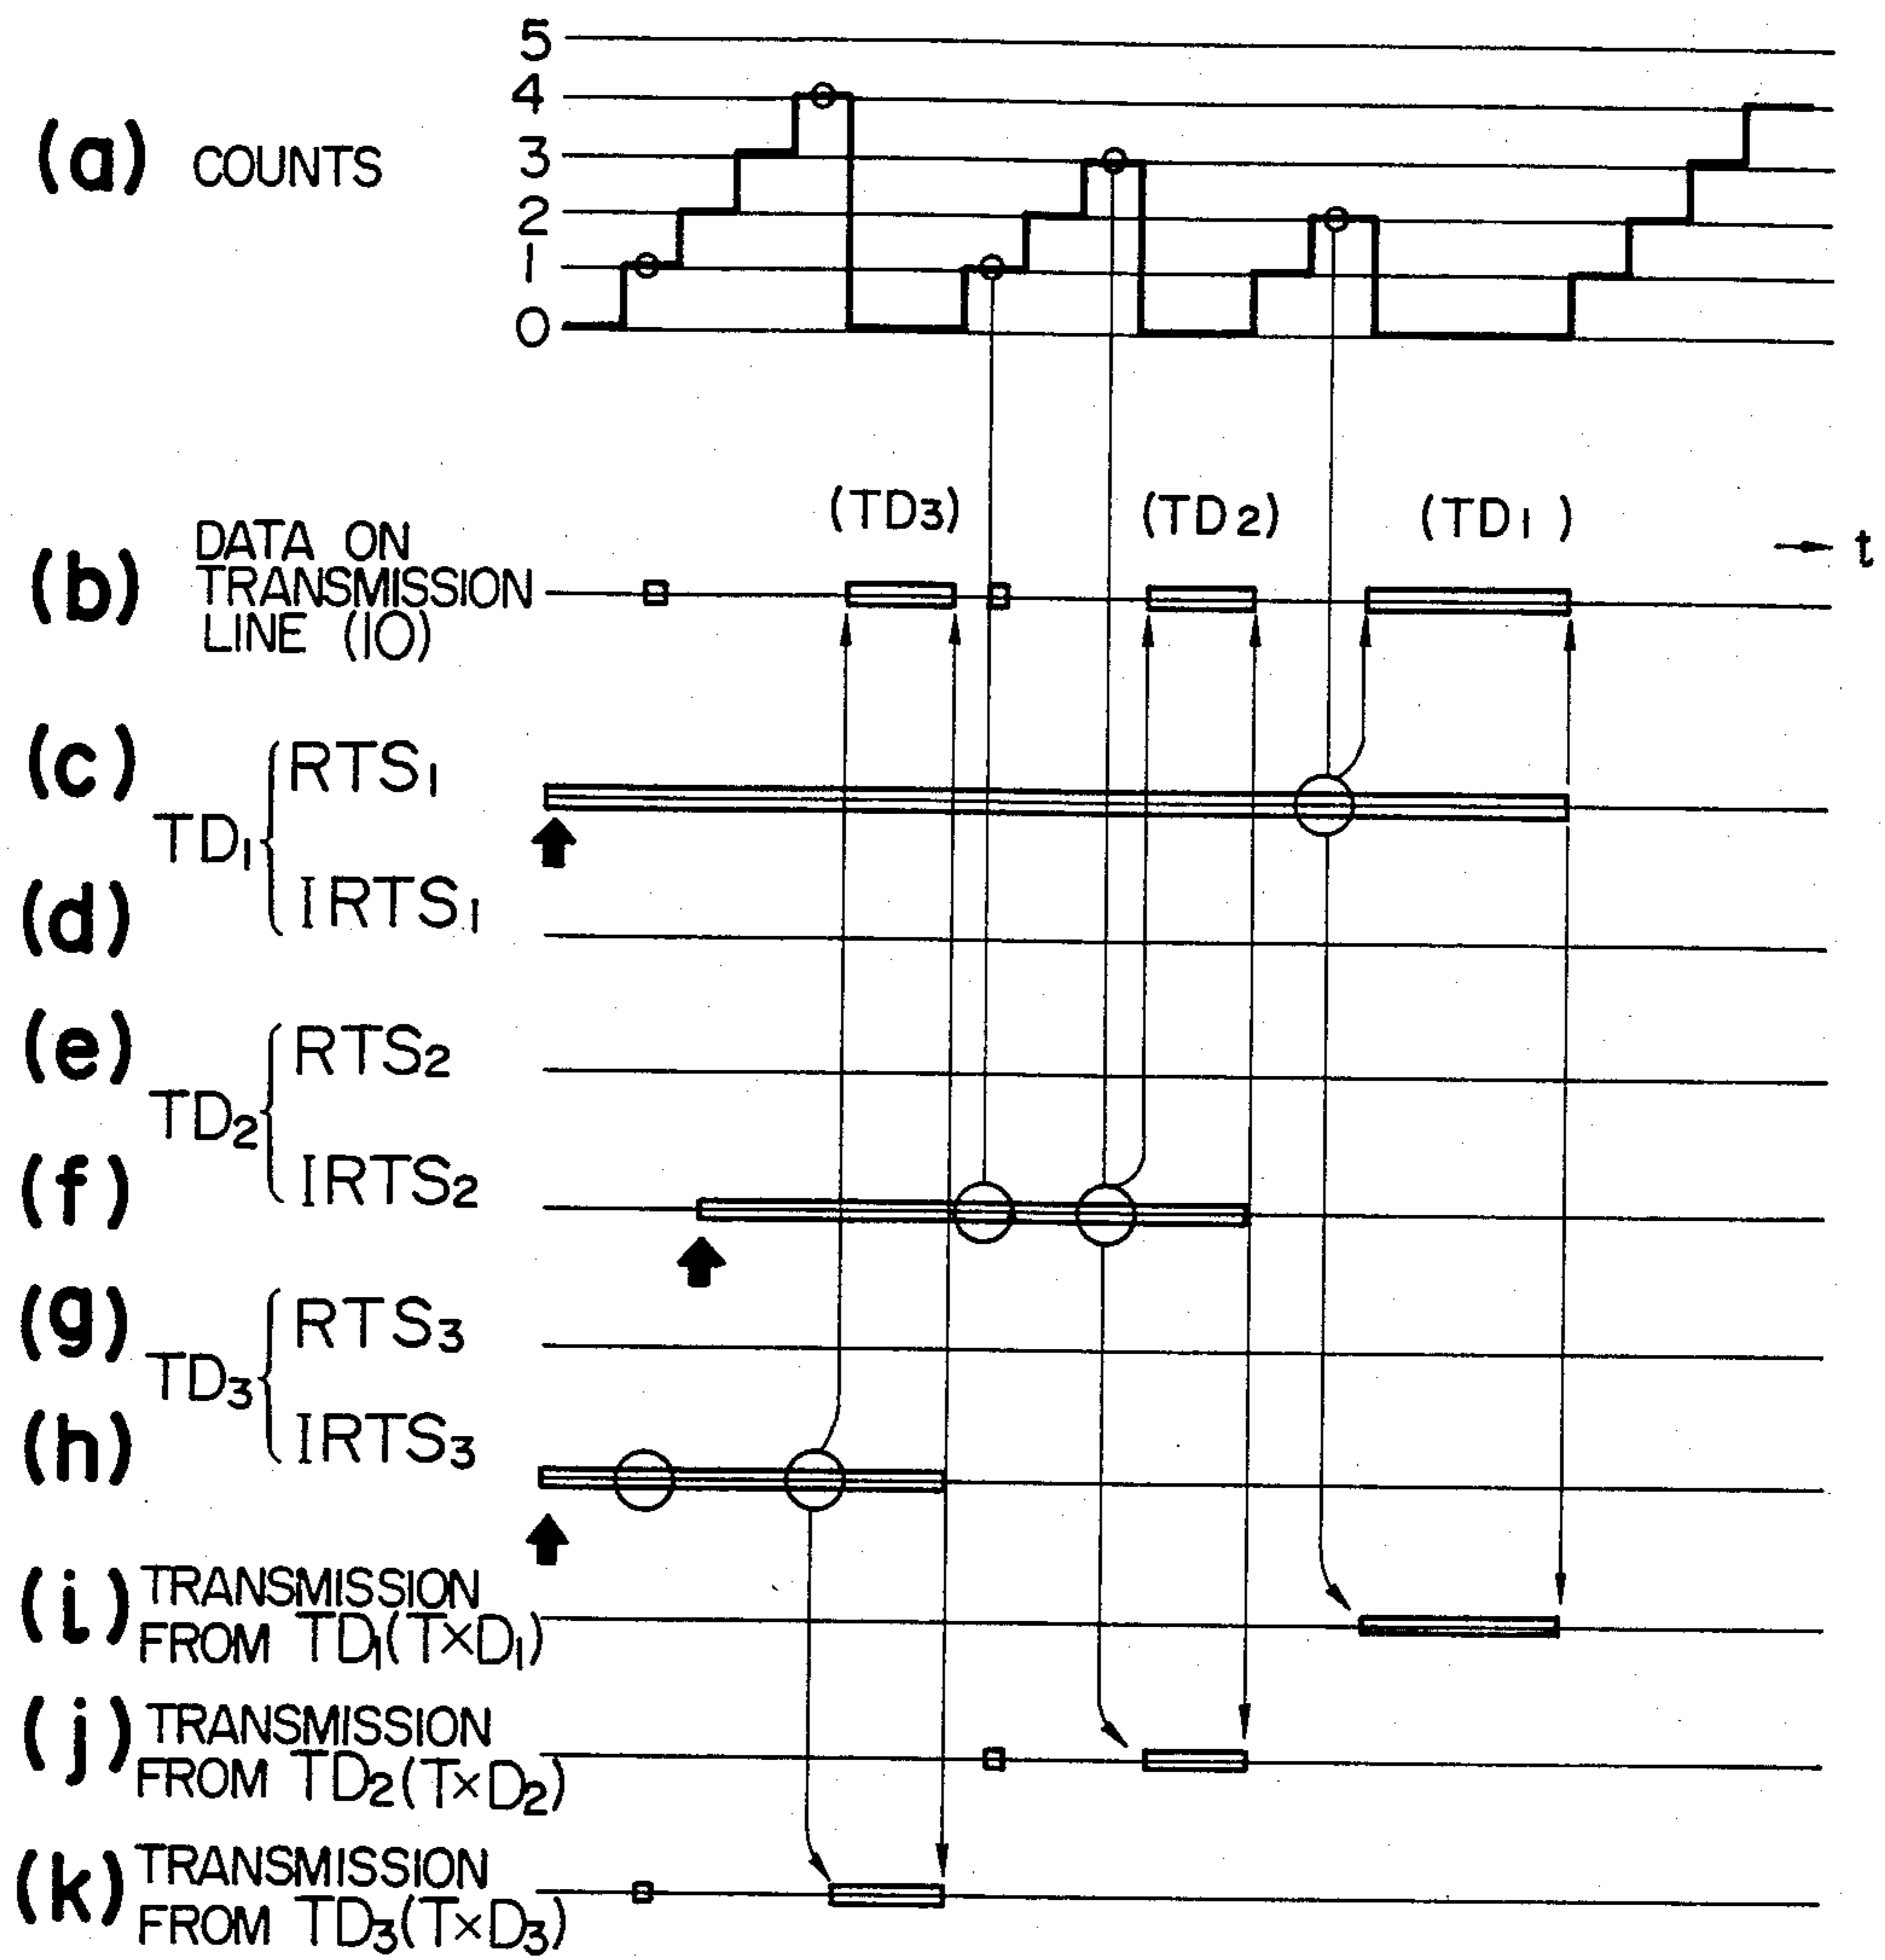 5
4
(a) COUNTS 3
2
1
0
(TD3) (TD2) (TD1)
(b) DATA ON
TRANSMISSION
LINE (10)
t
(c) RTS1
TD1
(d) IRTS1
(e) RTS2
TD2
(f) IRTS2
(g) RTS3
TD3
(h) IRTS3
(i) TRANSMISSION
FROM TD1(T×D1)
(j) TRANSMISSION
FROM TD2(T×D2)
(k) TRANSMISSION
FROM TD3(T×D3)